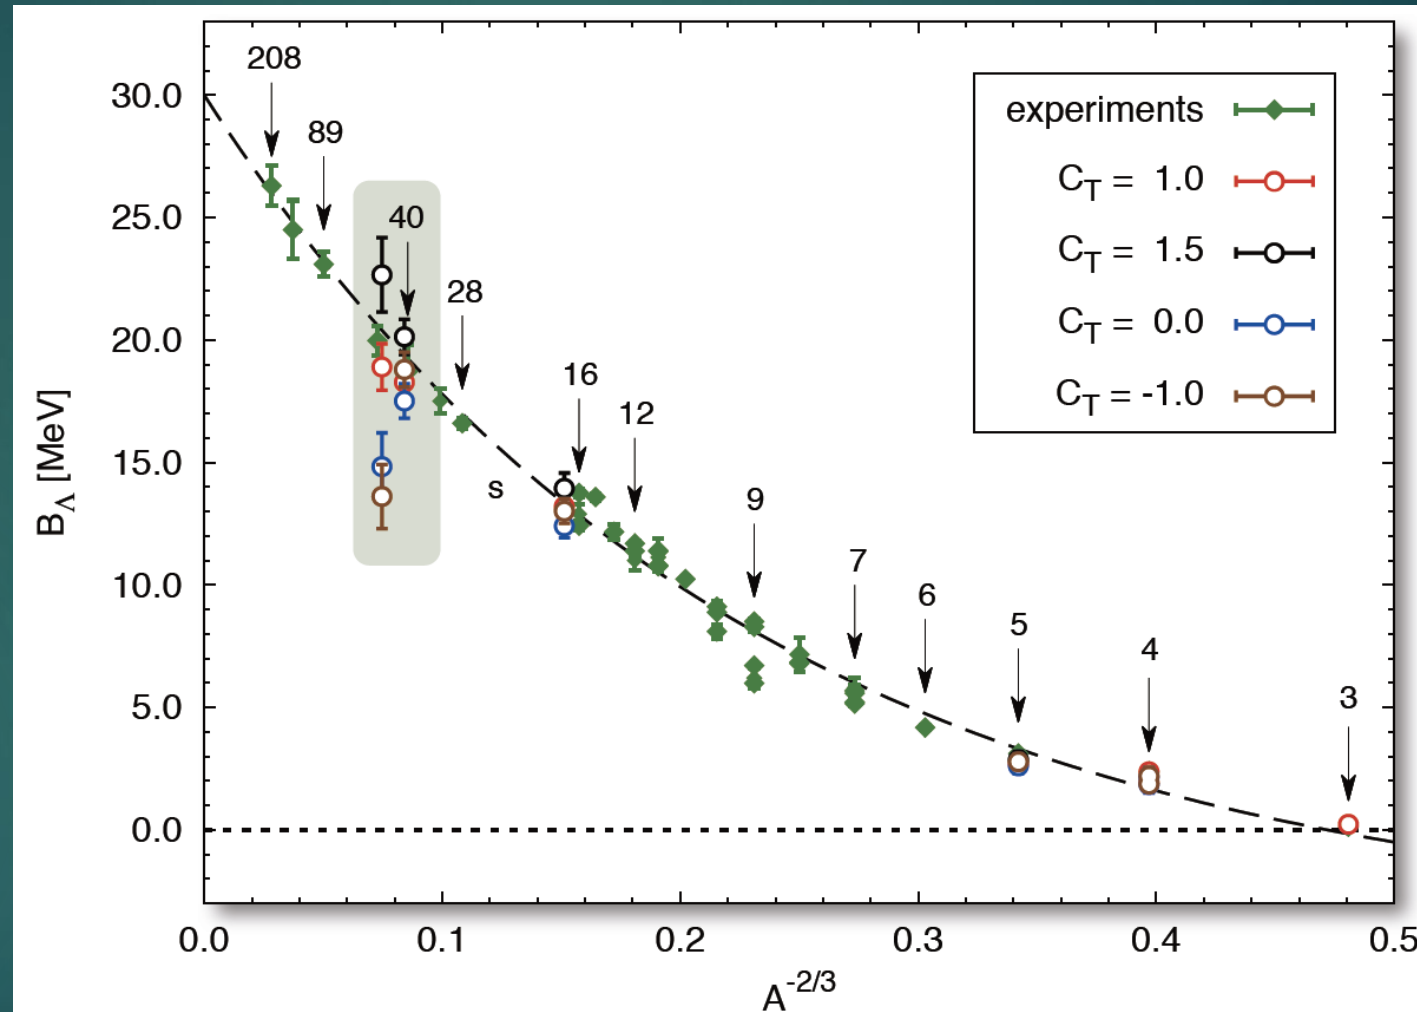 208
30.0
experiments
89
C_T = 1.0
25.0
40
C_T = 1.5
28
C_T = 0.0
20.0
16
C_T = -1.0
12
15.0
s
9
10.0
7
6
5
4
5.0
3
0.0
B_Λ [MeV]
0.0 0.1 0.2 0.3 0.4 0.5
A^{-2/3}